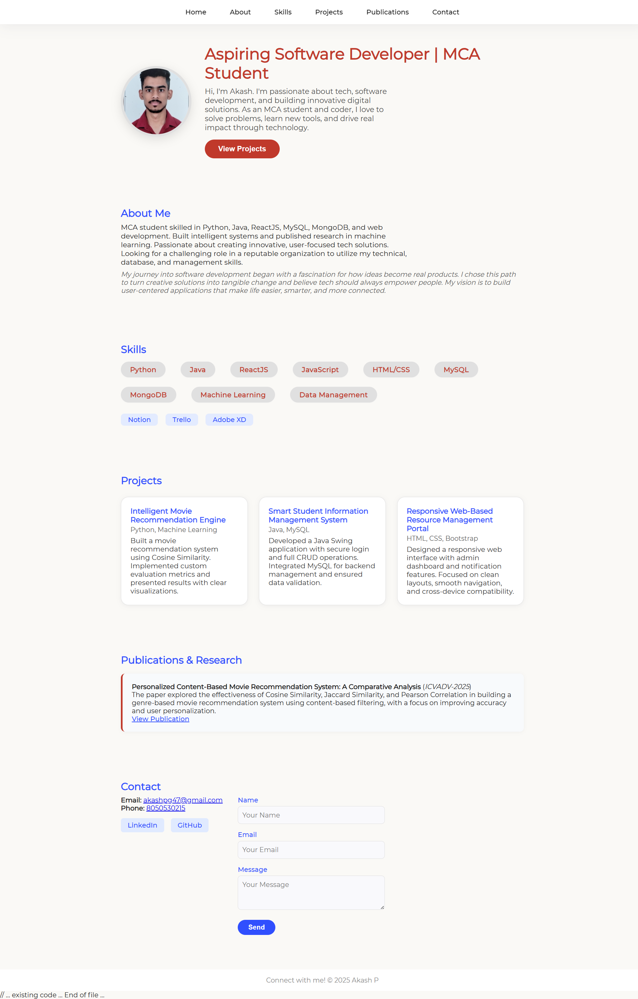 Home About Skills Projects Publications Contact
Aspiring Software Developer | MCA
Student
Hi, I'm Akash. I'm passionate about tech, software
development, and building innovative digital
solutions. As an MCA student and coder, I love to
solve problems, learn new tools, and drive real
impact through technology.
View Projects
About Me
MCA student skilled in Python, Java, ReactJS, MySQL, MongoDB, and web
development. Built intelligent systems and published research in machine
learning. Passionate about creating innovative, user-focused tech solutions.
Looking for a challenging role in a reputable organization to utilize my technical,
database, and management skills.
My journey into software development began with a fascination for how ideas become real products. I chose this path
to turn creative solutions into tangible change and believe tech should always empower people. My vision is to build
user-centered applications that make life easier, smarter, and more connected.
Skills
Python Java ReactJS JavaScript HTML/CSS MySQL
MongoDB Machine Learning Data Management
Notion Trello Adobe XD
Projects
Intelligent Movie
Recommendation Engine
Python, Machine Learning
Built a movie
recommendation system
using Cosine Similarity.
Implemented custom
evaluation metrics and
presented results with clear
visualizations.
Smart Student Information
Management System
Java, MySQL
Developed a Java Swing
application with secure login
and full CRUD operations.
Integrated MySQL for backend
management and ensured
data validation.
Responsive Web-Based
Resource Management
Portal
HTML, CSS, Bootstrap
Designed a responsive web
interface with admin
dashboard and notification
features. Focused on clean
layouts, smooth navigation,
and cross-device compatibility.
Publications & Research
Personalized Content-Based Movie Recommendation System: A Comparative Analysis (ICVADV-2025)
The paper explored the effectiveness of Cosine Similarity, Jaccard Similarity, and Pearson Correlation in building a
genre-based movie recommendation system using content-based filtering, with a focus on improving accuracy
and user personalization.
View Publication
Contact
Email: akashpg47@gmail.com
Phone: 8050530215
LinkedIn GitHub
Name
Your Name
Email
Your Email
Message
Your Message
Send
Connect with me! © 2025 Akash P
// ... existing code ... End of file ...